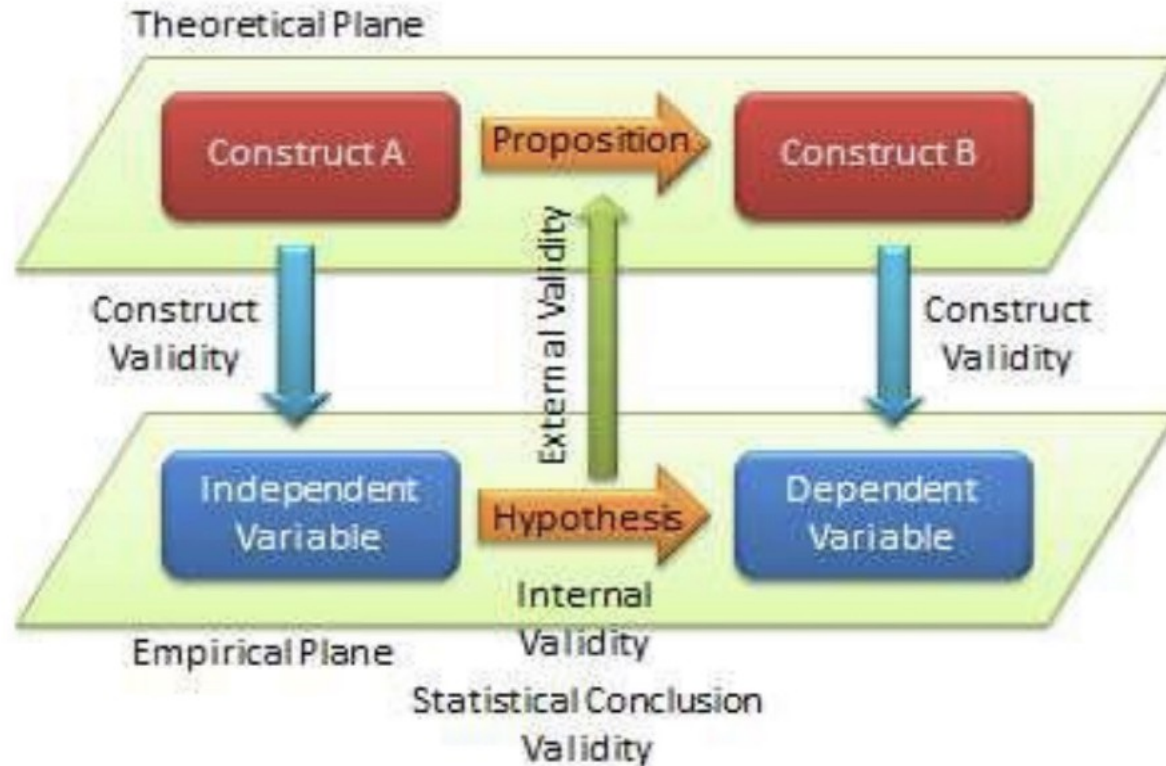 Theoretical Plane
Construct A
Proposition
Construct B
Construct
Validity
External Validity
Construct
Validity
Independent
Variable
Hypothesis
Dependent
Variable
Internal
Validity
Empirical Plane
Statistical Conclusion
Validity